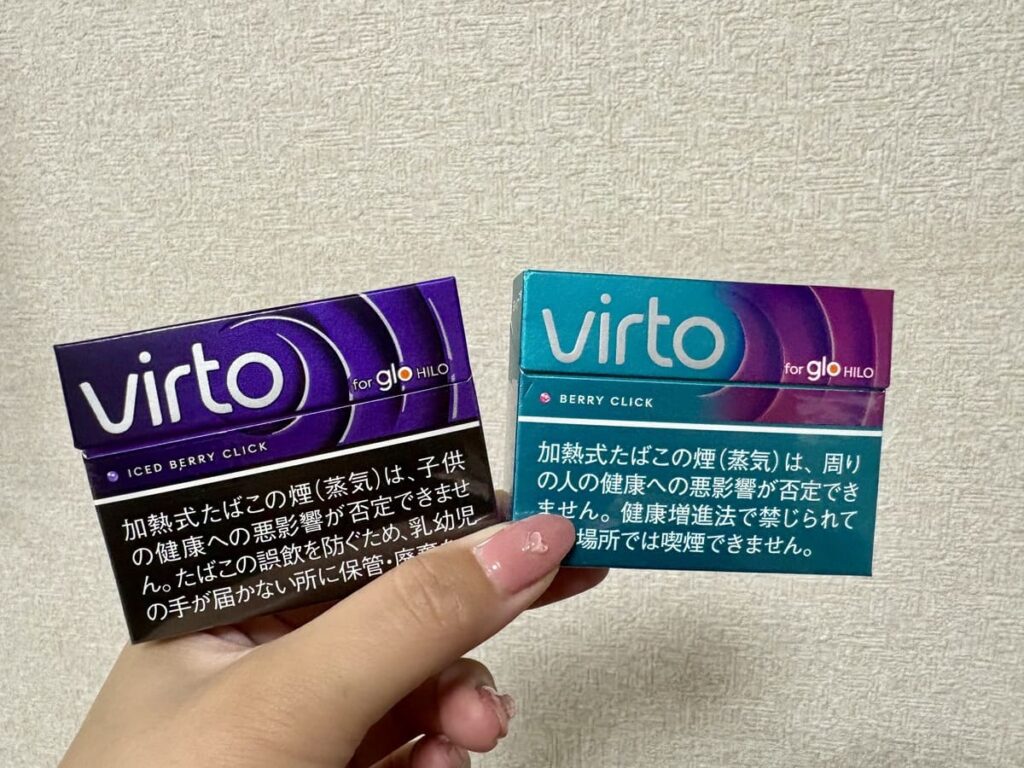 virto
for glo HILO
ICED BERRY CLICK
加熱式たばこの煙(蒸気)は、子供
の健康への悪影響が否定できませ
ん。たばこの誤飲を防ぐため、乳幼児
の手が届かない所に保管・廃棄
virto
for glo HILO
BERRY CLICK
加熱式たばこの煙(蒸気)は、周り
の人の健康への悪影響が否定でき
ません。健康増進法で禁じられて
場所では喫煙できません。